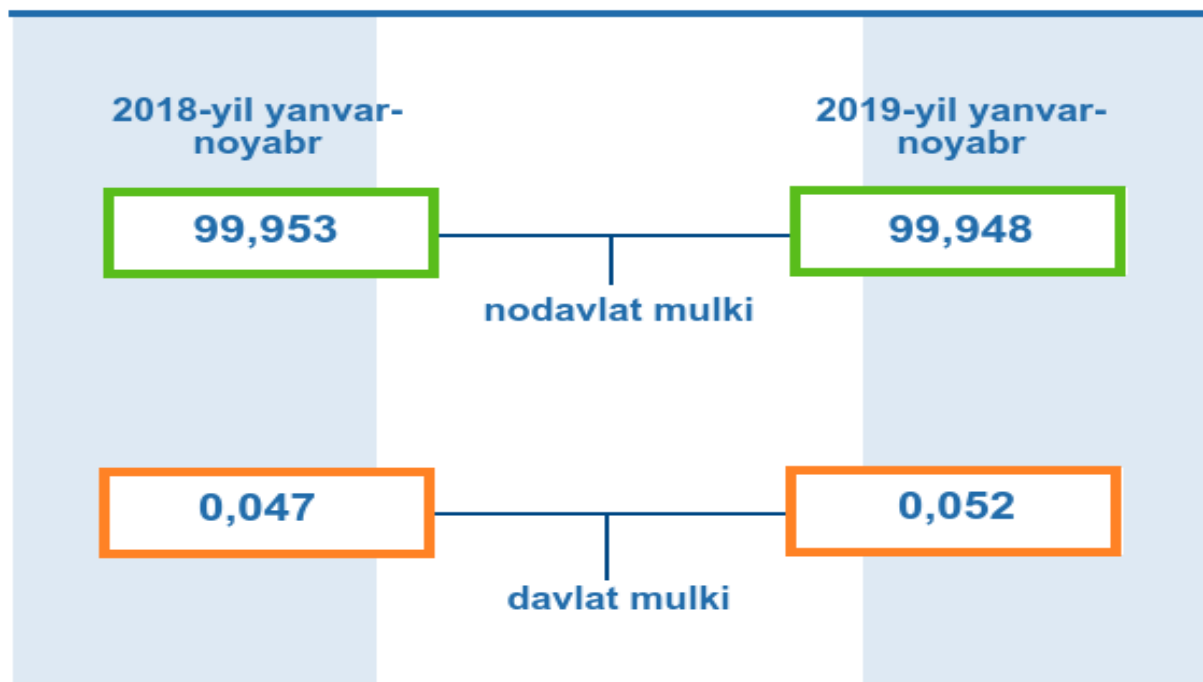 2018-yil yanvar-
noyabr
2019-yil yanvar-
noyabr
99,953
99,948
nodavlat mulki
0,047
0,052
davlat mulki